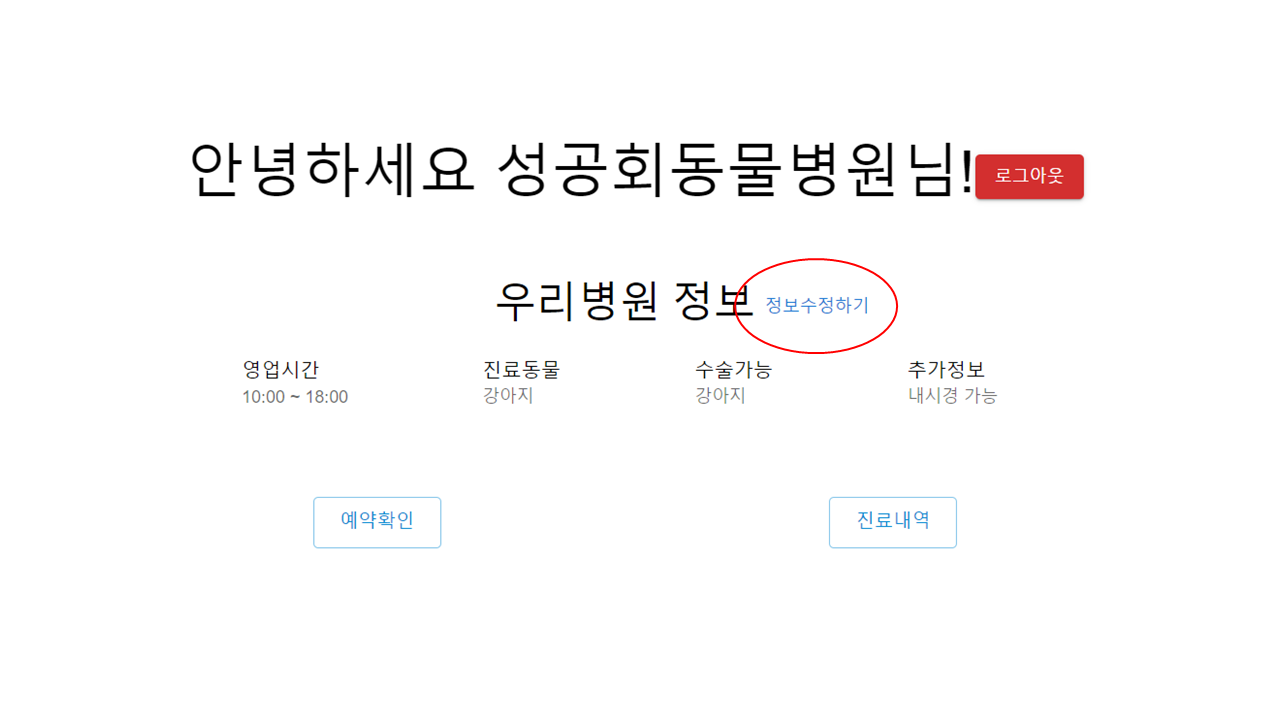 안녕하세요 성공회동물병원님! 로그아웃
우리병원 정보 정보수정하기
영업시간 진료동물 수술가능 추가정보
10:00 ~ 18:00 강아지 강아지 내시경 가능
예약확인 진료내역